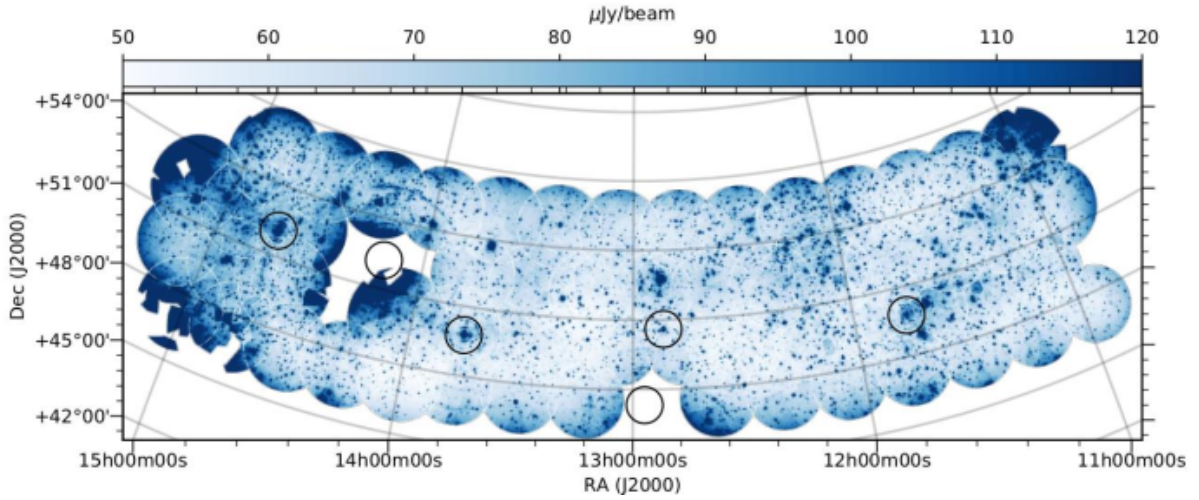 μJy/beam
50 60 70 80 90 100 110 120
+54°00'
+51°00'
+48°00'
+45°00'
+42°00'
Dec (J2000)
15h00m00s 14h00m00s 13h00m00s 12h00m00s 11h00m00s
RA (J2000)